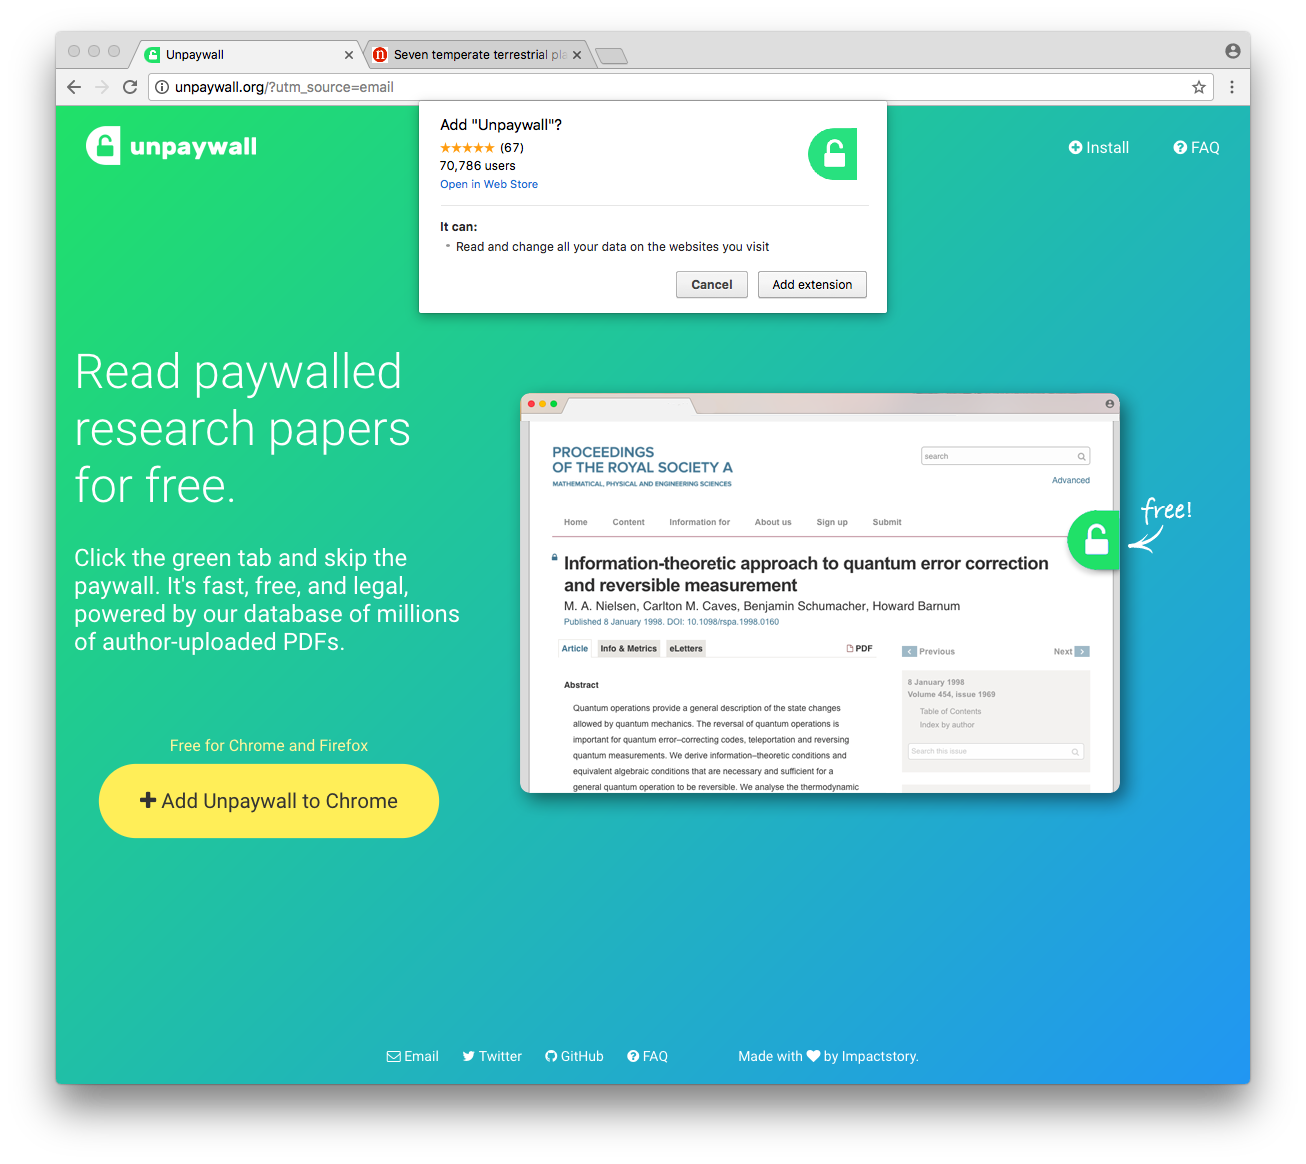 Unpaywall
Seven temperate terrestrial pla
unpaywall.org/?utm_source=email
Add "Unpaywall"?
(67)
70,786 users
Open in Web Store
It can:
Read and change all your data on the websites you visit
Cancel
Add extension
unpaywall
Install
FAQ
Read paywalled
research papers
for free.
Click the green tab and skip the
paywall. It's fast, free, and legal,
powered by our database of millions
of author-uploaded PDFs.
Free for Chrome and Firefox
Add Unpaywall to Chrome
PROCEEDINGS
OF THE ROYAL SOCIETY A
MATHEMATICAL, PHYSICAL AND ENGINEERING SCIENCES
search
Advanced
Home
Content
Information for
About us
Sign up
Submit
free!
Information-theoretic approach to quantum error correction
and reversible measurement
M. A. Nielsen, Carlton M. Caves, Benjamin Schumacher, Howard Barnum
Published 8 January 1998. DOI: 10.1098/rspa.1998.0160
Article
Info & Metrics
eLetters
PDF
Abstract
Quantum operations provide a general description of the state changes
allowed by quantum mechanics. The reversal of quantum operations is
important for quantum error–correcting codes, teleportation and reversing
quantum measurements. We derive information–theoretic conditions and
equivalent algebraic conditions that are necessary and sufficient for a
general quantum operation to be reversible. We analyse the thermodynamic
Previous
Next
8 January 1998
Volume 454, issue 1969
Table of Contents
Index by author
Search this issue
Email
Twitter
GitHub
FAQ
Made with
by Impactstory.